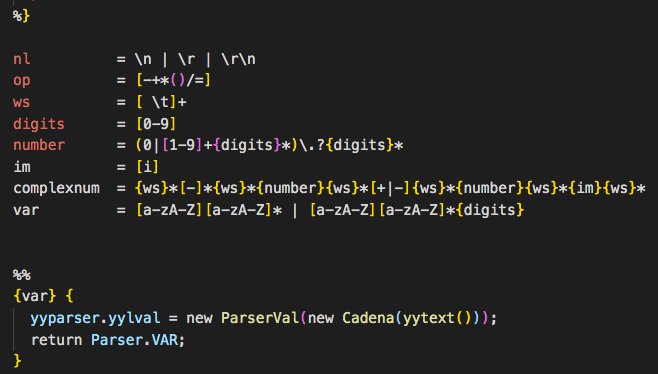 %}
nl = \n | \r | \r\n
op = [-+*()/=]
ws = [ \t]+
digits = [0-9]
number = (0|[1-9]+{digits}*)\.?{digits}*
im = [i]
complexnum = {ws}*[-]*{ws}*{number}{ws}*[+|-]{ws}*{number}{ws}*{im}{ws}*
var = [a-zA-Z][a-zA-Z]* | [a-zA-Z][a-zA-Z]*{digits}
%%
{var} {
yyparser.yylval = new ParserVal(new Cadena(yytext()));
return Parser.VAR;
}